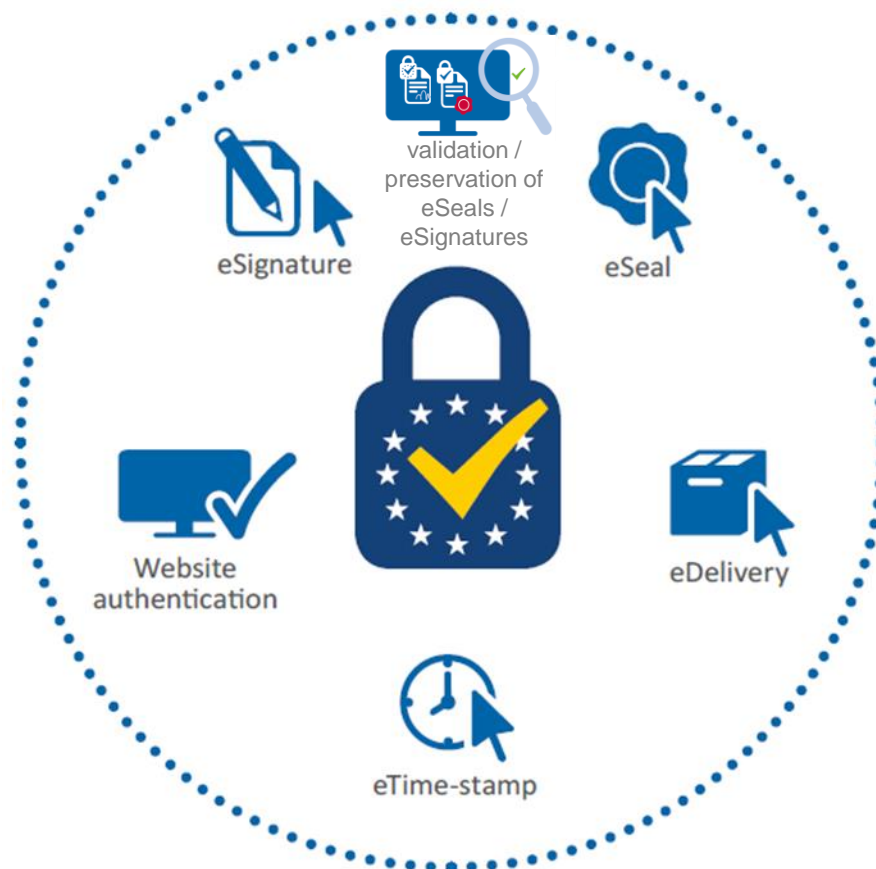 validation /
preservation of
eSeals /
eSignatures
eSignature
eSeal
Website
authentication
eDelivery
eTime-stamp